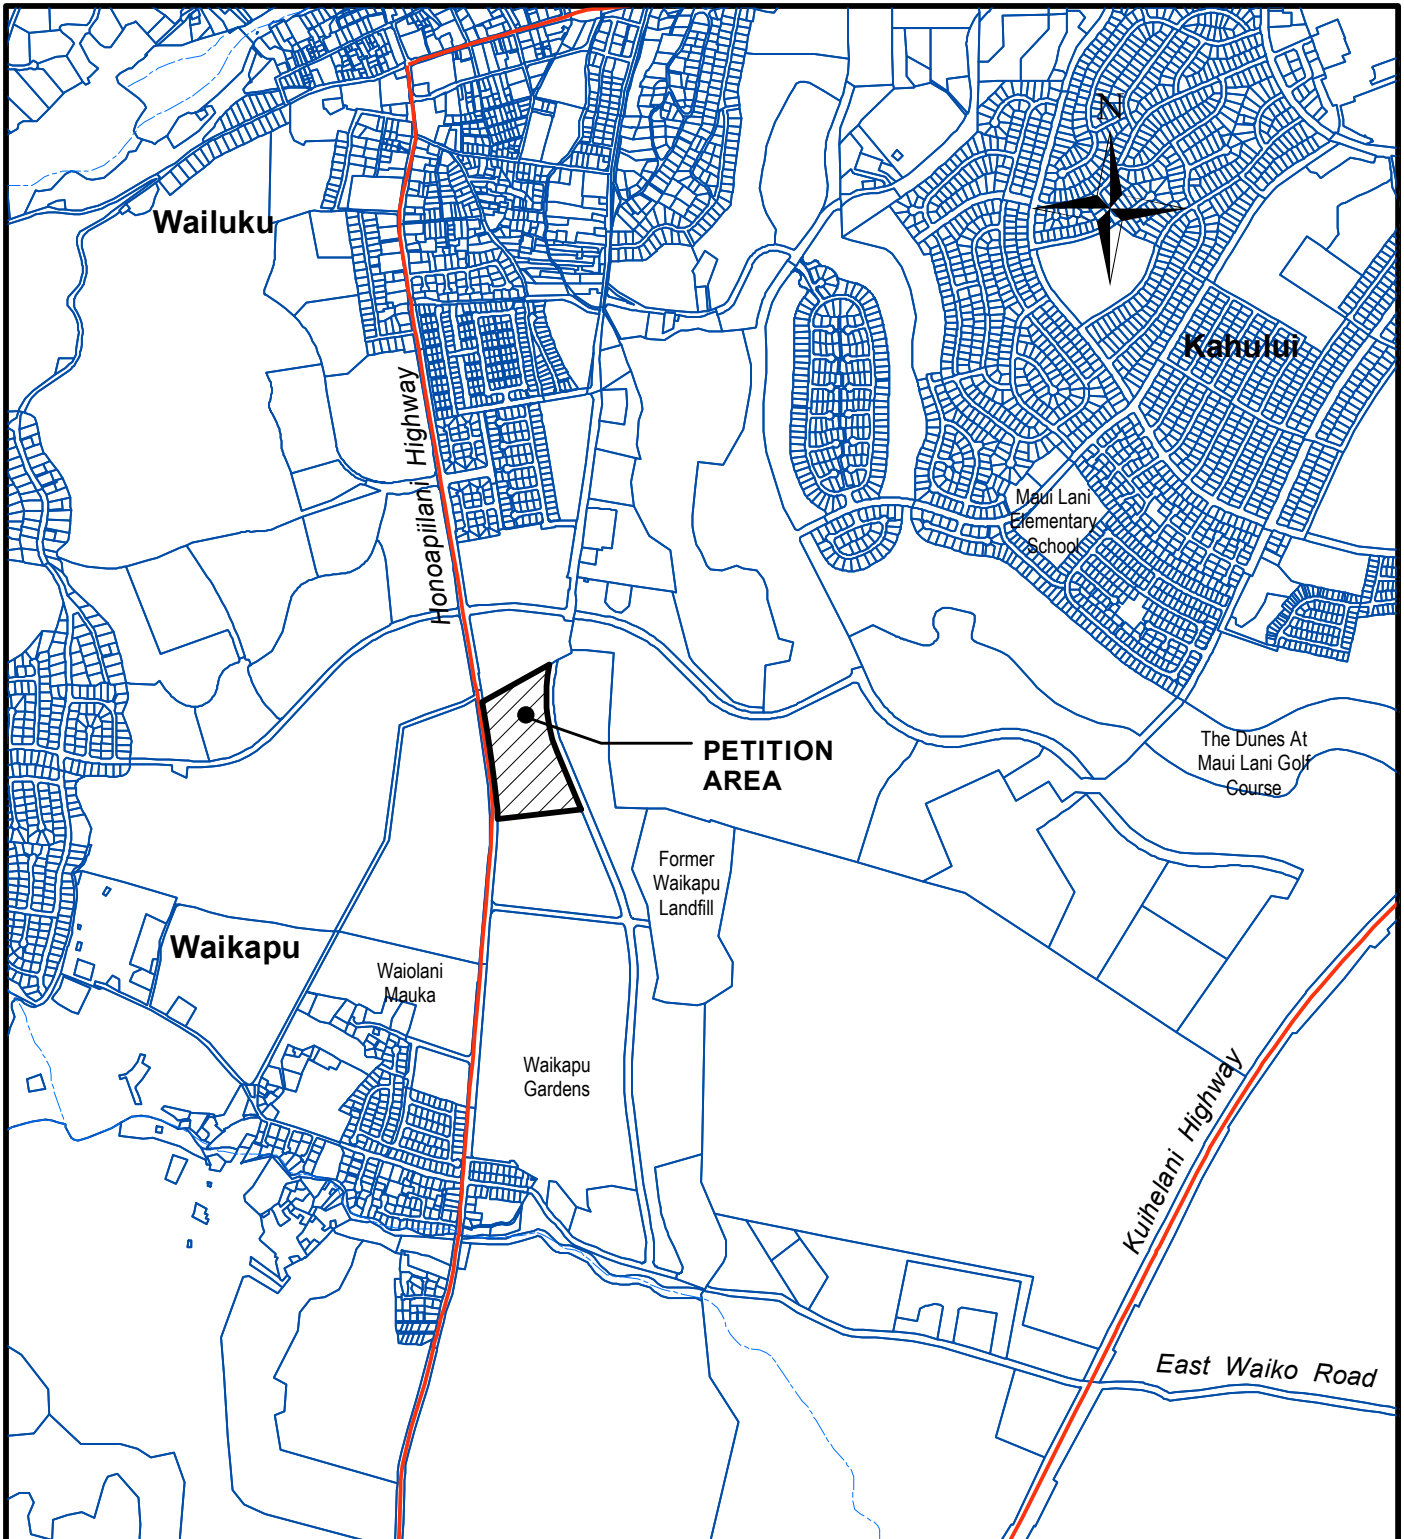 N
Wailuku
Kahului
Honoapiilani Highway
Maui Lani
Elementary
School
PETITION
AREA
The Dunes At
Maui Lani Golf
Course
Former
Waikapu
Landfill
Waikapu
Waiolani
Mauka
Waikapu
Gardens
Kuihelani Highway
East Waiko Road